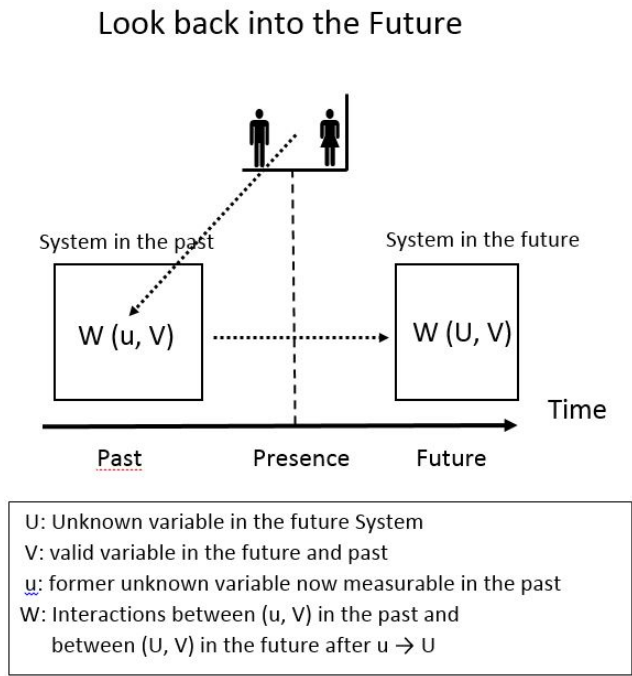 Look back into the Future
System in the past
System in the future
W (u, V)
W (U, V)
Time
Past
Presence
Future
U: Unknown variable in the future System
V: valid variable in the future and past
u: former unknown variable now measurable in the past
W: Interactions between (u, V) in the past and
between (U, V) in the future after u → U